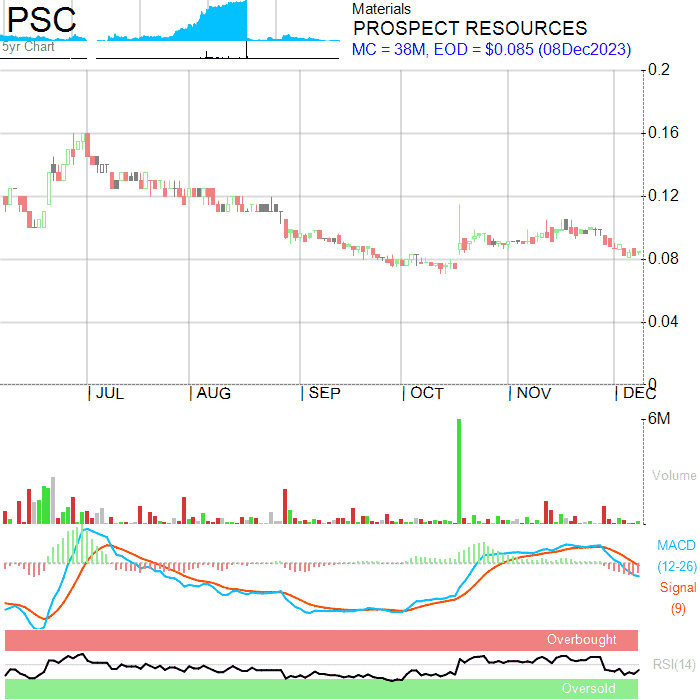 PSC
5yr Chart
Materials
PROSPECT RESOURCES
MC = 38M, EOD = $0.085 (08Dec2023)
0.2
0.16
0.12
0.08
0.04
0
JUL AUG SEP OCT NOV DEC
6M
Volume
MACD
(12-26)
Signal
(9)
Overbought
RSI(14)
Oversold